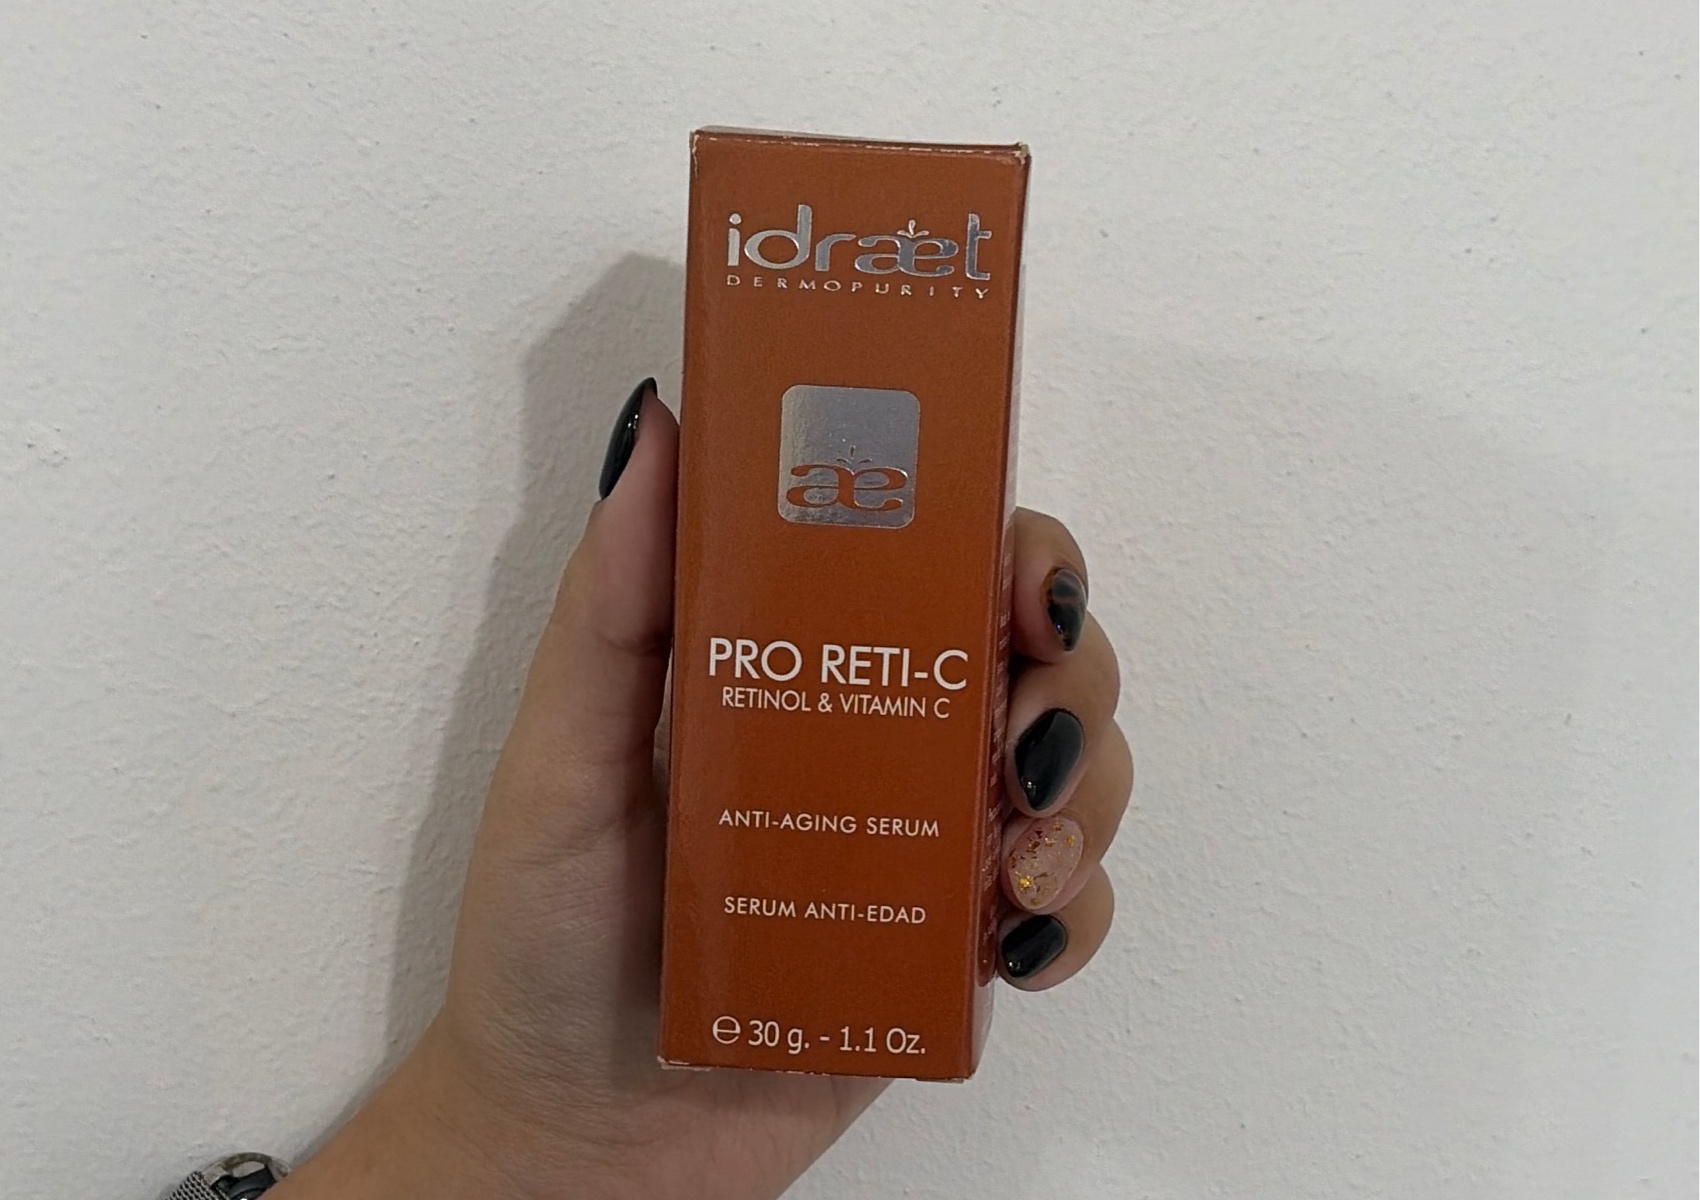 idraet
DERMOPURITY
ae
PRO RETI-C
RETINOL & VITAMIN C
ANTI-AGING SERUM
SERUM ANTI-EDAD
℮ 30 g. - 1.1 Oz.